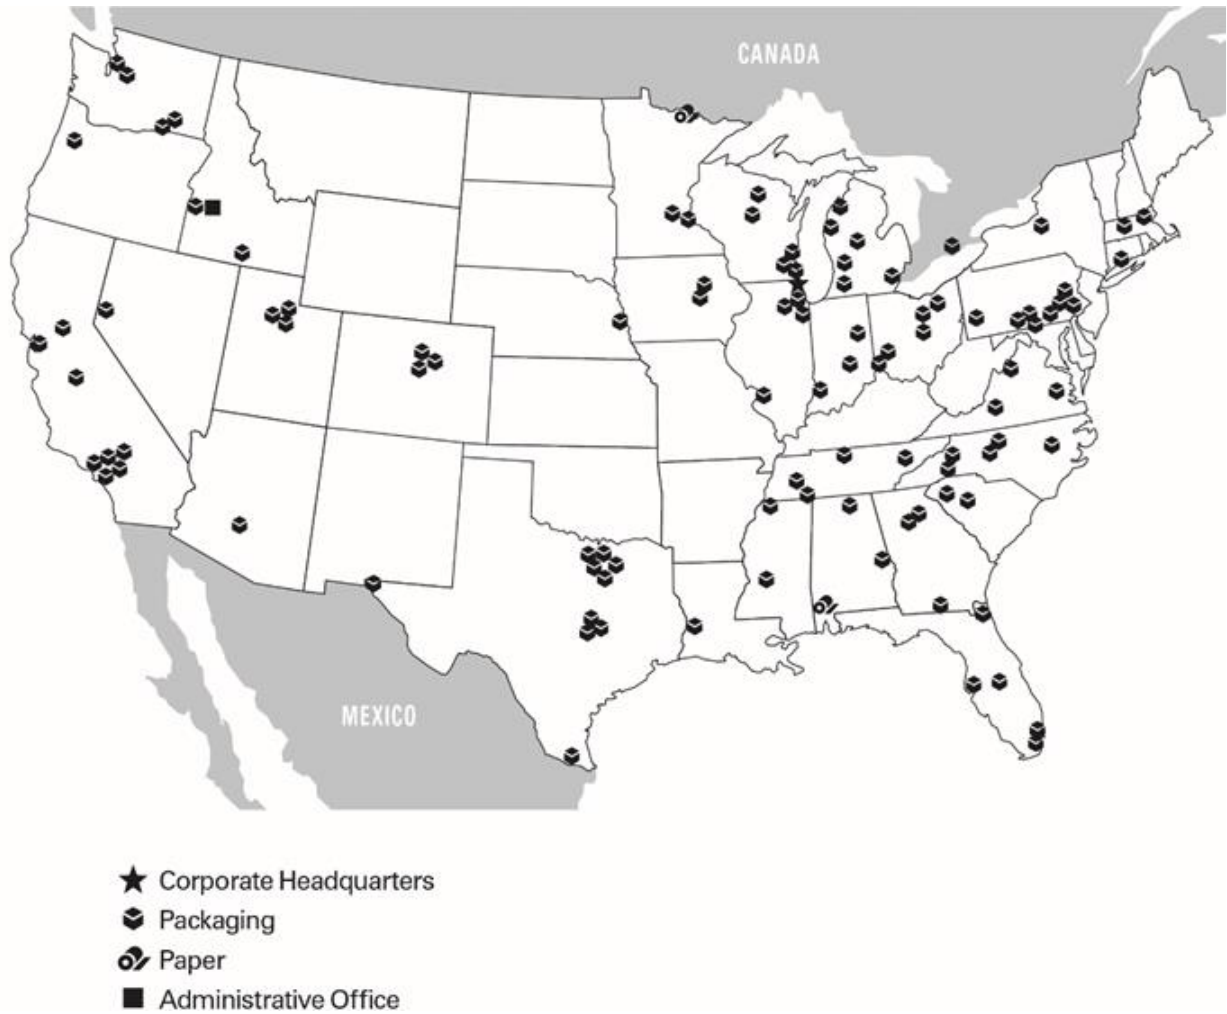 CANADA
MEXICO
Corporate Headquarters
Packaging
Paper
Administrative Office